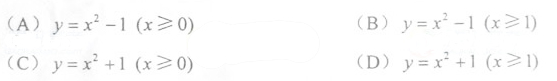 (A) y = x² − 1 (x ⩾ 0) (B) y = x² − 1 (x ⩾ 1)
(C) y = x² + 1 (x ⩾ 0) (D) y = x² + 1 (x ⩾ 1)